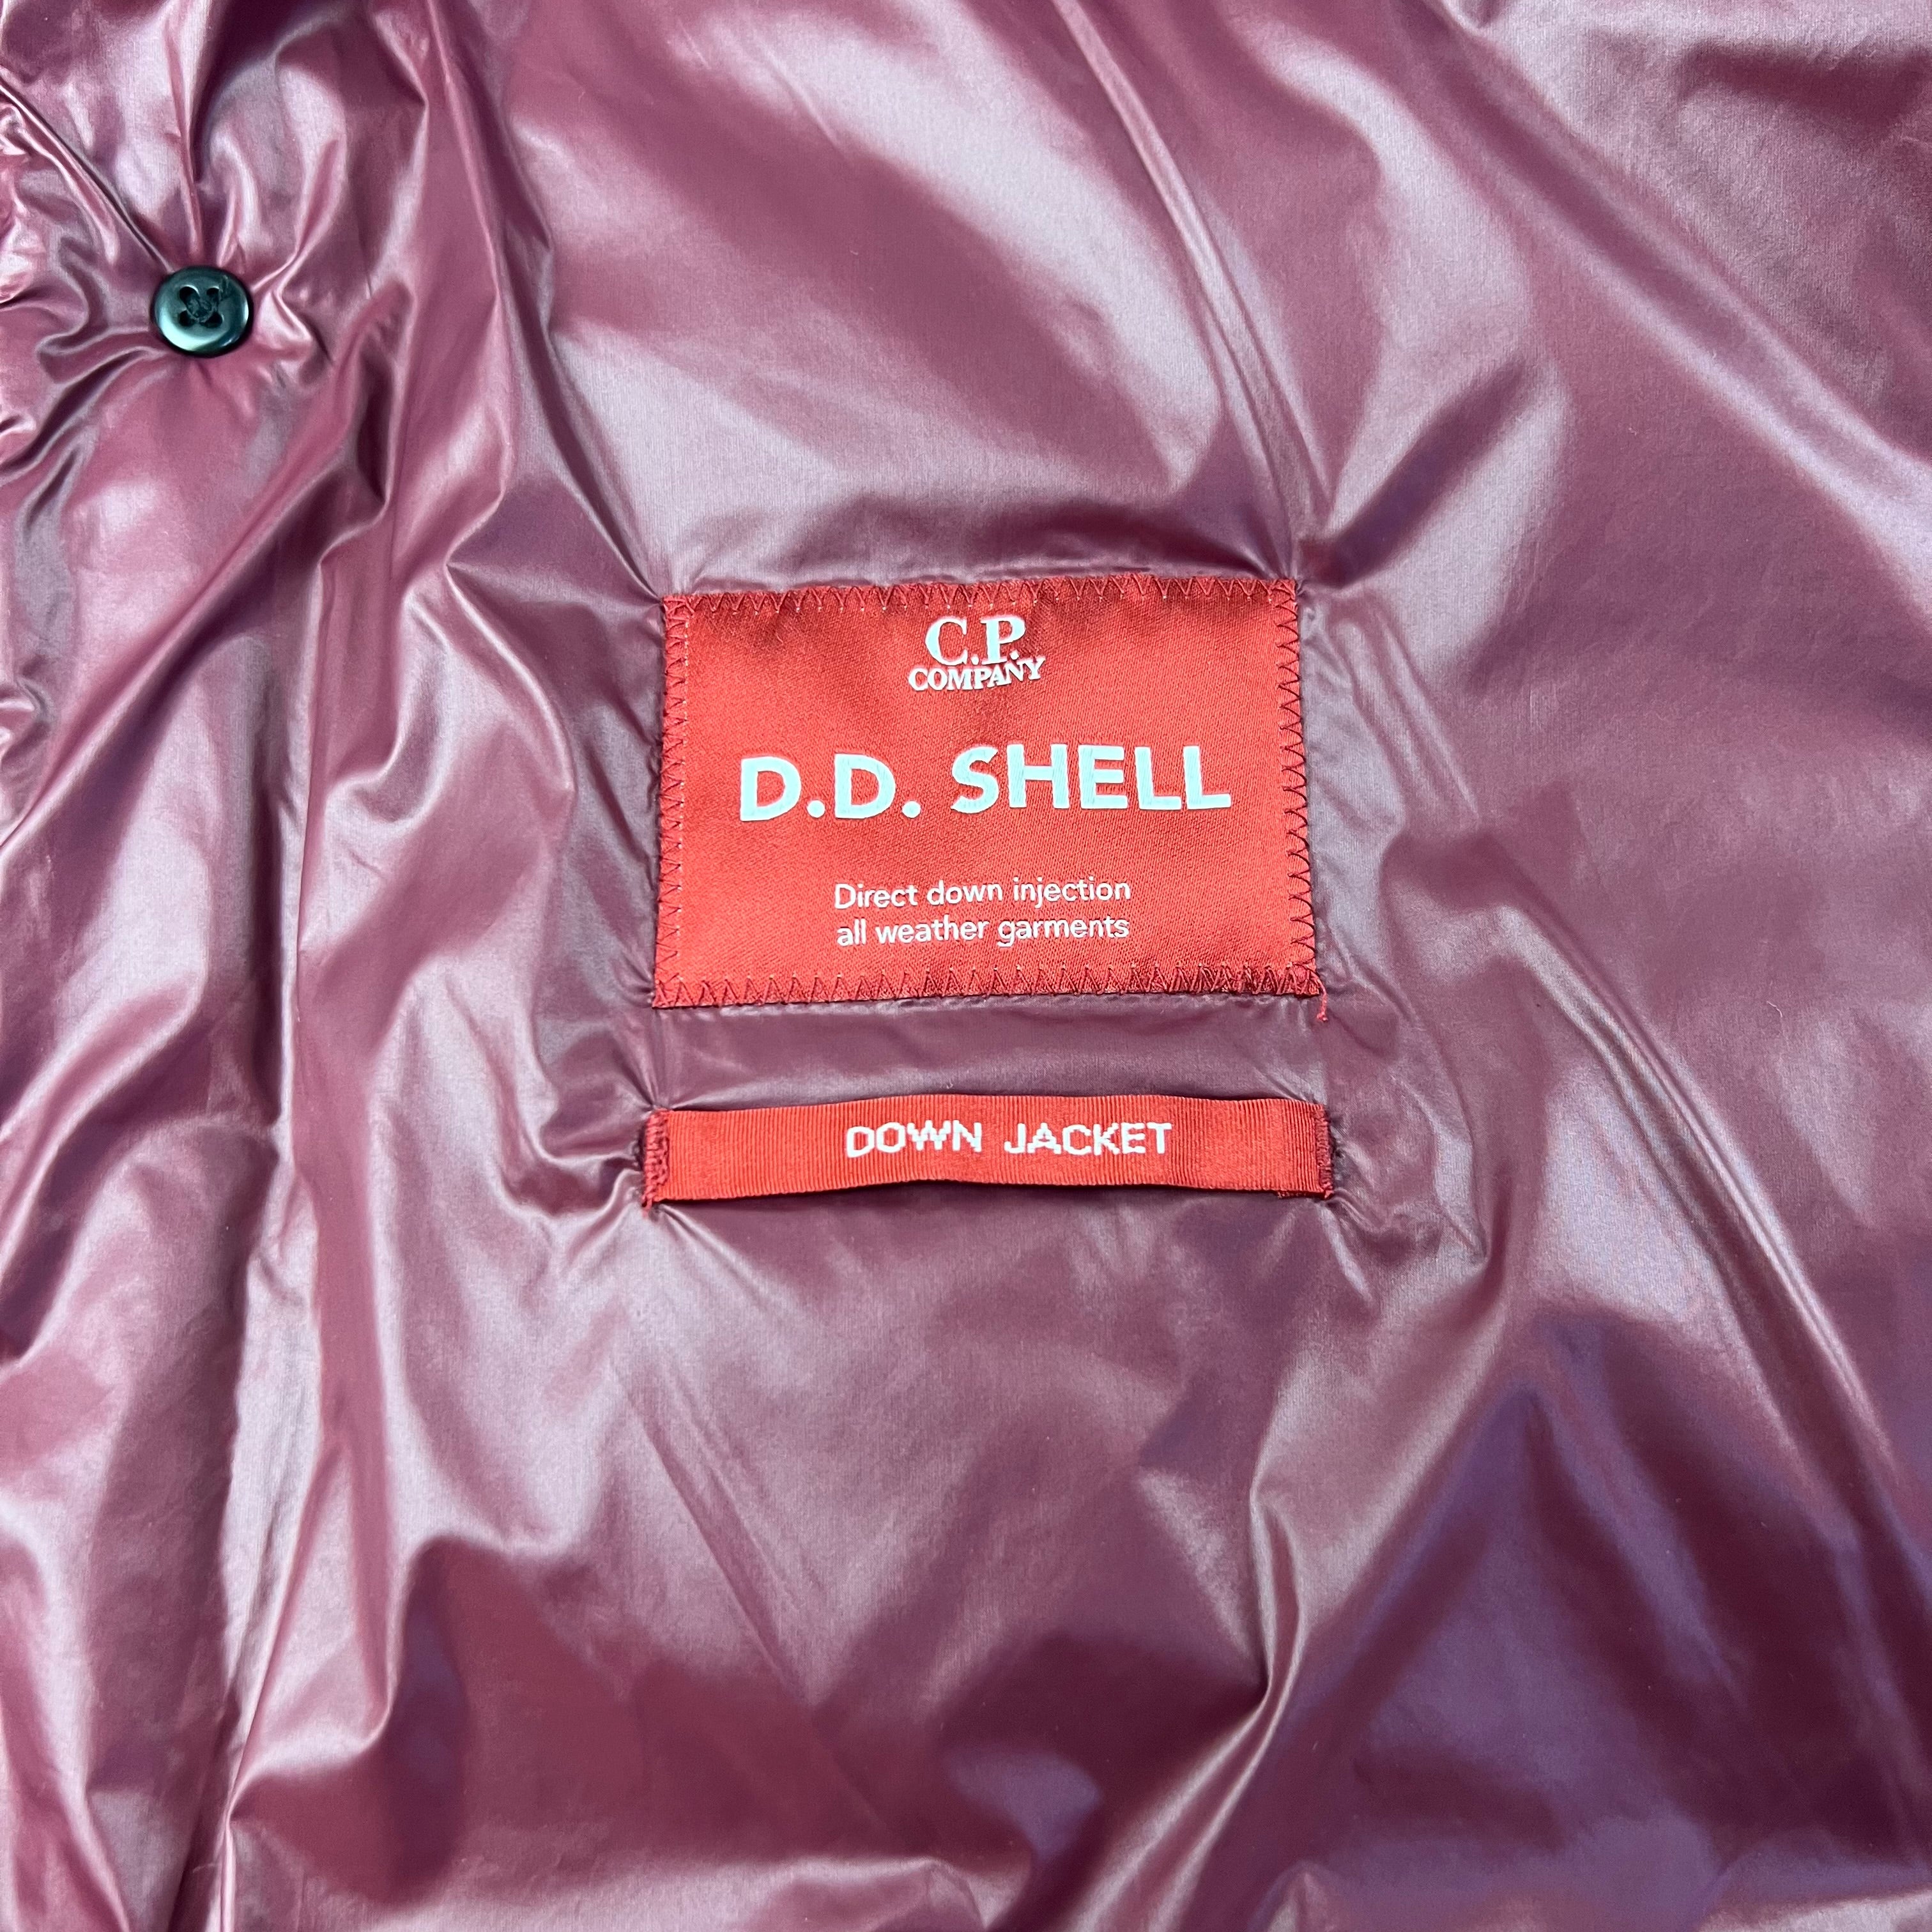 C.P.
COMPANY
D.D. SHELL
Direct down injection
all weather garments
DOWN JACKET